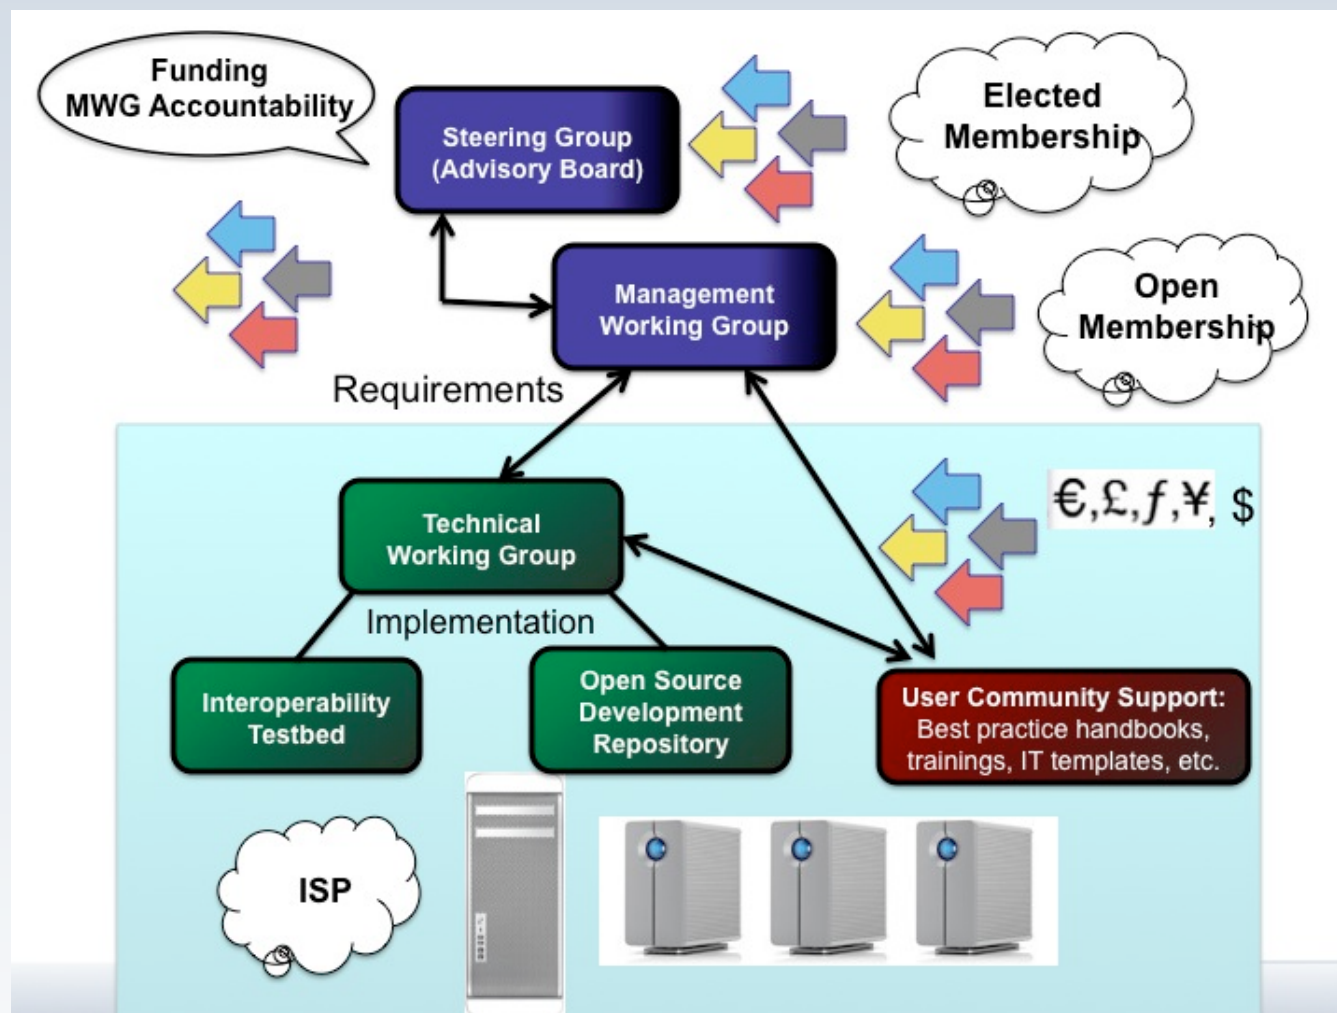 Funding
MWG Accountability
Steering Group
(Advisory Board)
Elected
Membership
Management
Working Group
Open
Membership
Requirements
Technical
Working Group
€,£,ƒ,¥, $
Implementation
Interoperability
Testbed
Open Source
Development
Repository
User Community Support:
Best practice handbooks,
trainings, IT templates, etc.
ISP